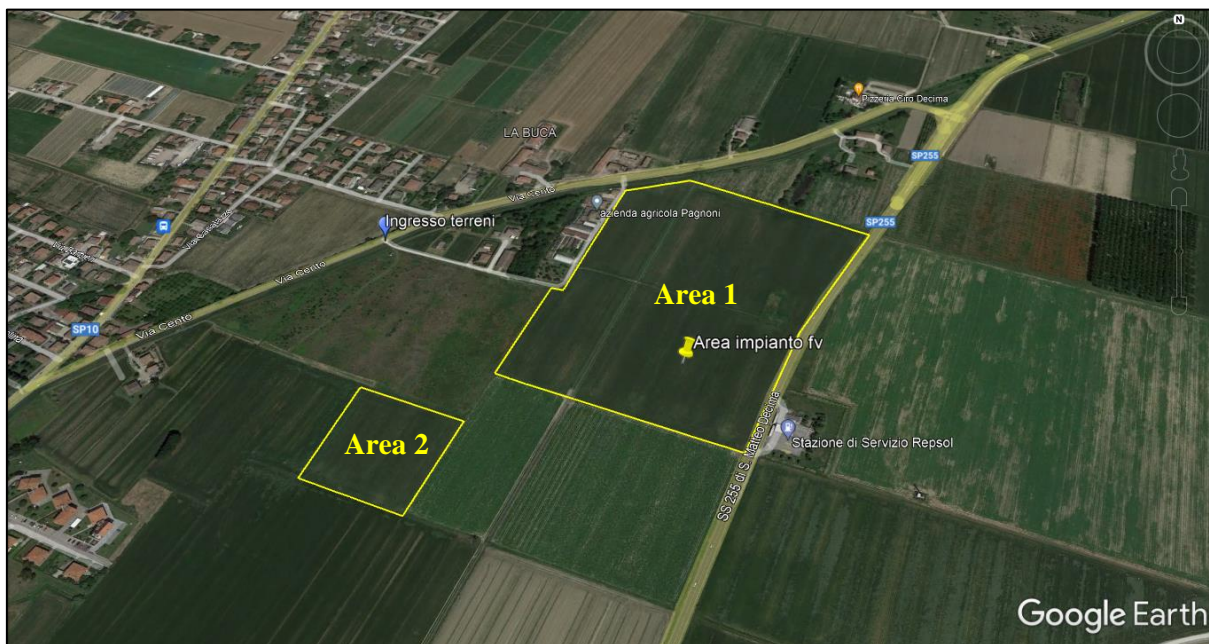 N
Pizzeria Ciro Decima
LA BUCA
SP255
Via Cento
azienda agricola Pagnoni
Ingresso terreni
SP255
Via Cento
Area 1
SP10
Via Cento
Area impianto fv
Area 2
SS 255 di S. Matteo Decima
Stazione di Servizio Repsol
Google Earth